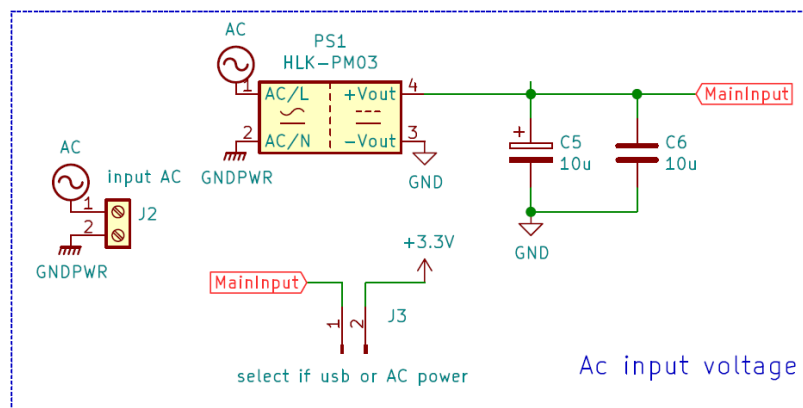 AC
PS1
HLK-PM03
1
AC/L
+Vout
4
MainInput
2
AC/N
-Vout
3
GNDPWR
GND
+
C5
10u
C6
10u
GND
AC
input AC
1
J2
2
GNDPWR
+3.3V
MainInput
1
2
J3
select if usb or AC power
Ac input voltage